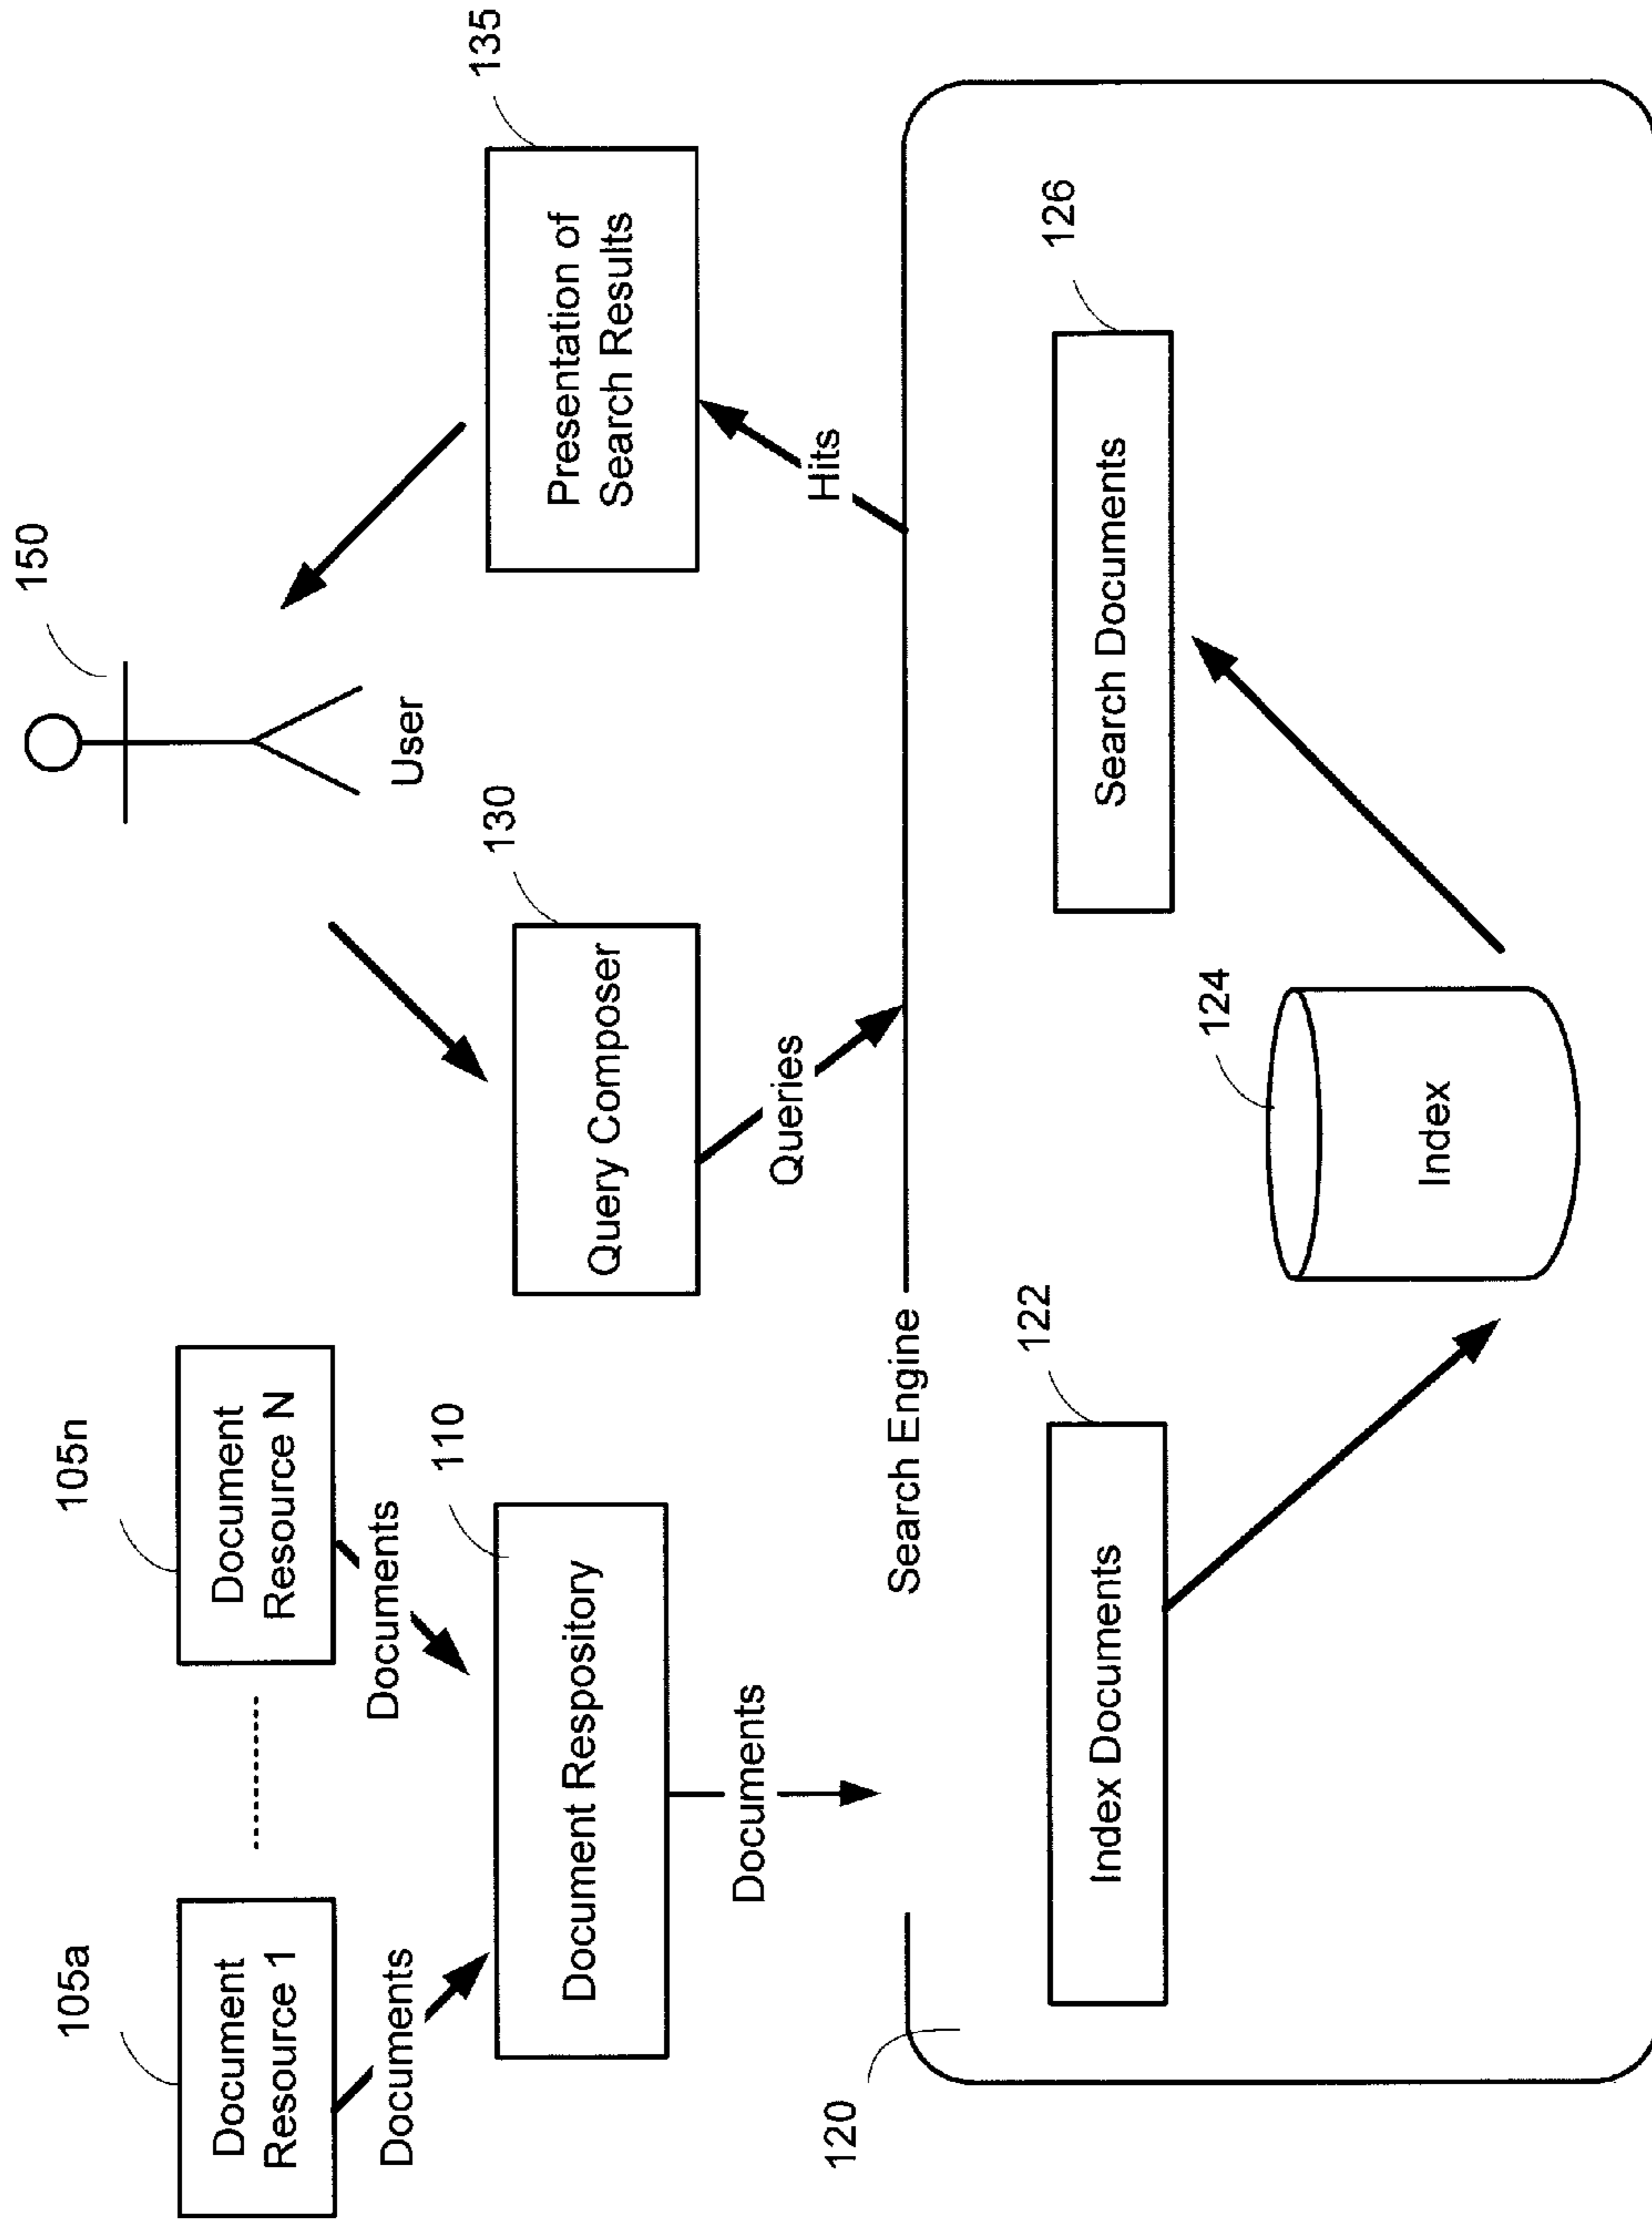 105a
105n
150
Document
Resource 1
Document
Resource N
User
Documents
Documents
110
130
135
Document Respository
Query Composer
Presentation of
Search Results
Documents
Queries
Hits
120
Search Engine
122
126
Index Documents
Search Documents
124
Index